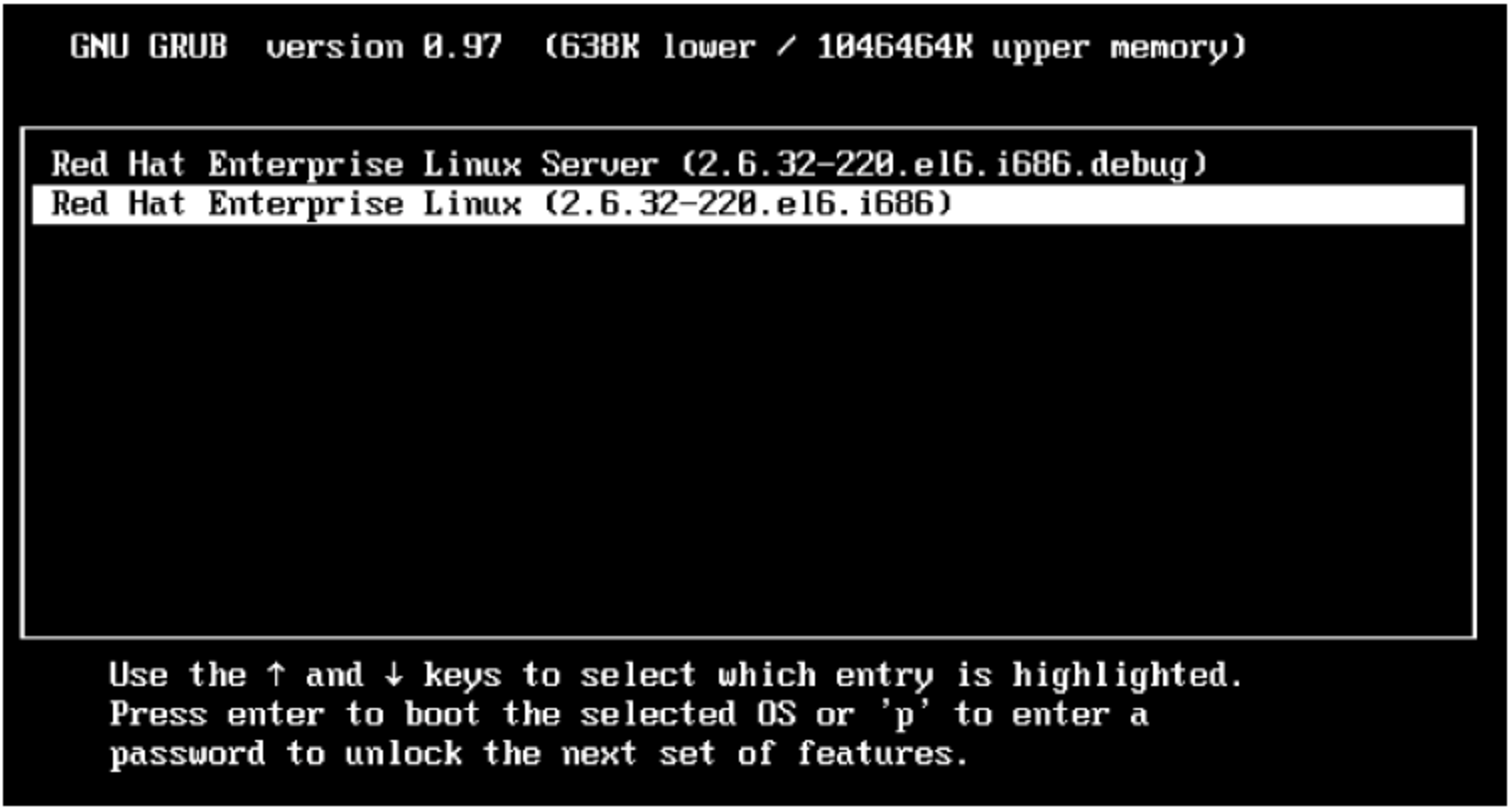 GNU GRUB  version 0.97  (638K lower / 1046464K upper memory)
Red Hat Enterprise Linux Server (2.6.32-220.el6.i686.debug)
Red Hat Enterprise Linux (2.6.32-220.el6.i686)
Use the ↑ and ↓ keys to select which entry is highlighted.
Press enter to boot the selected OS or 'p' to enter a
password to unlock the next set of features.